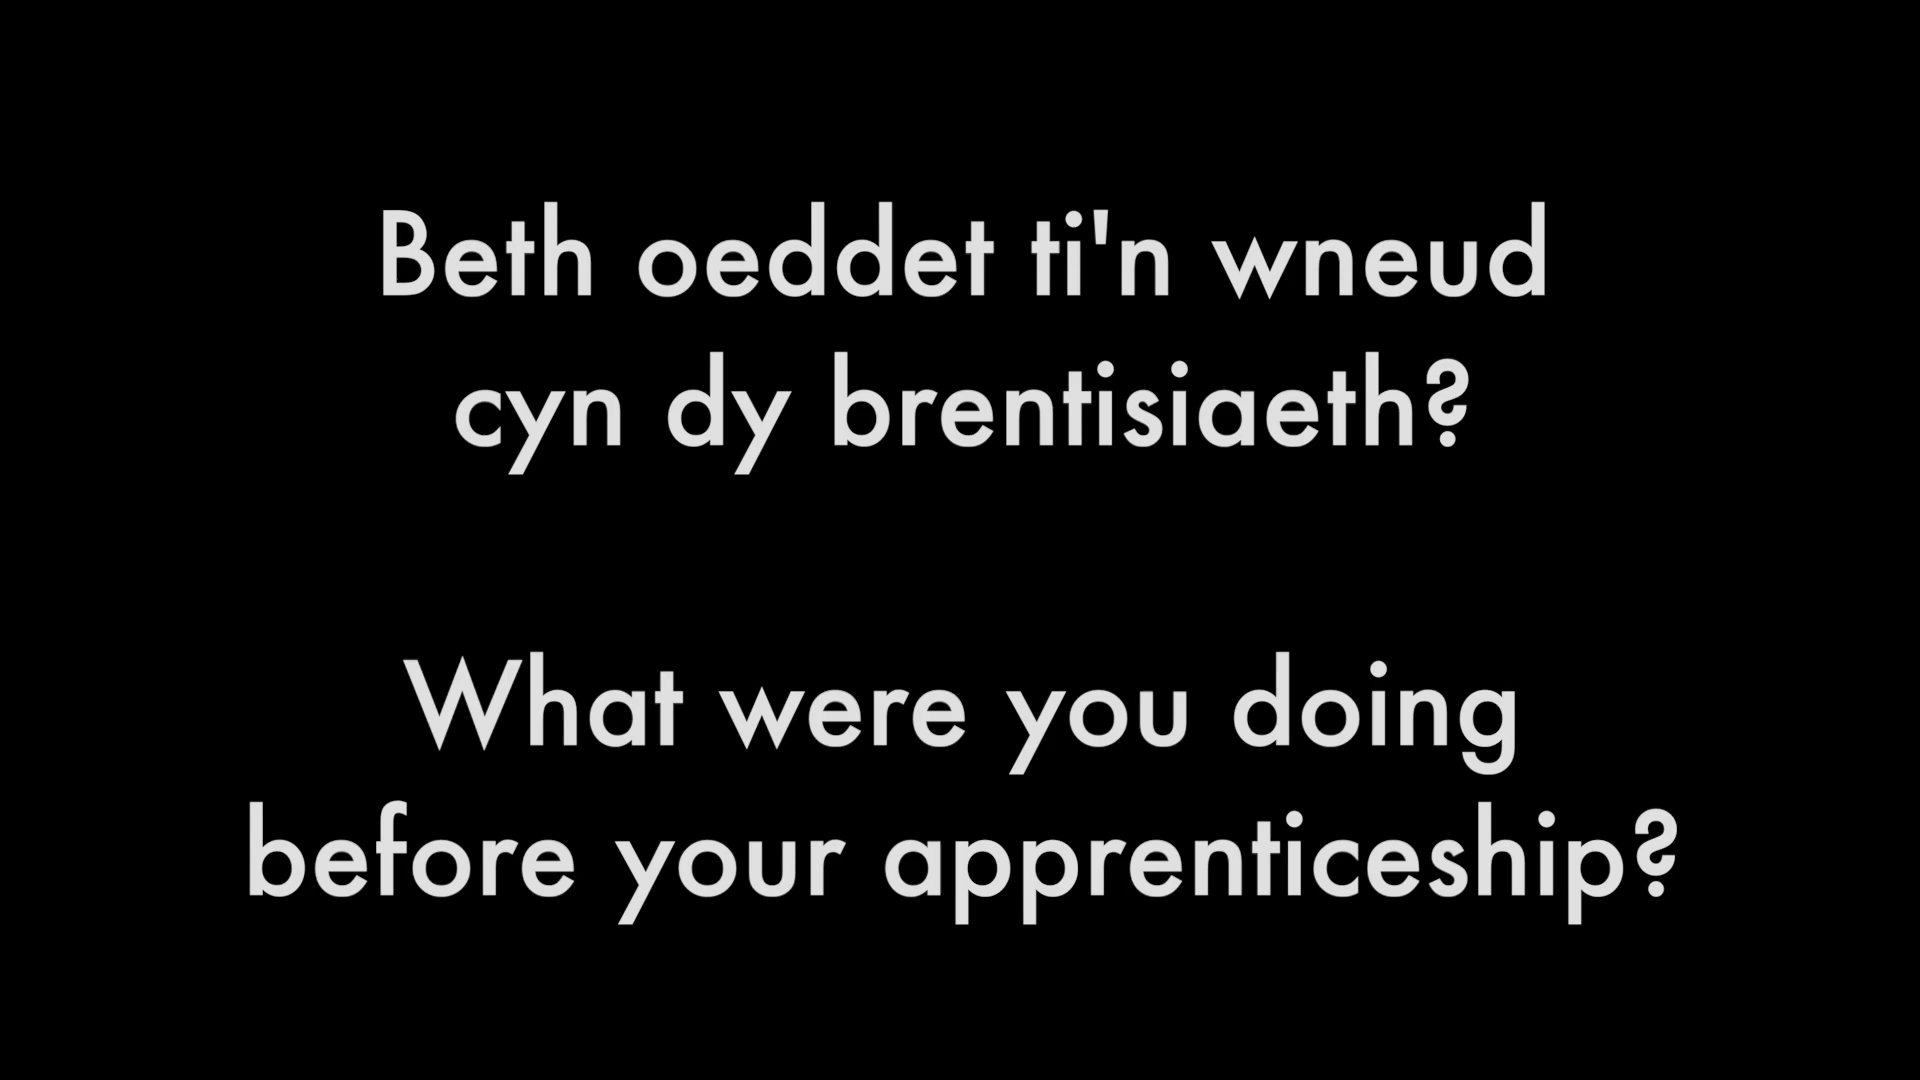 Beth oeddet ti'n wneud
cyn dy brentisiaeth?
What were you doing
before your apprenticeship?